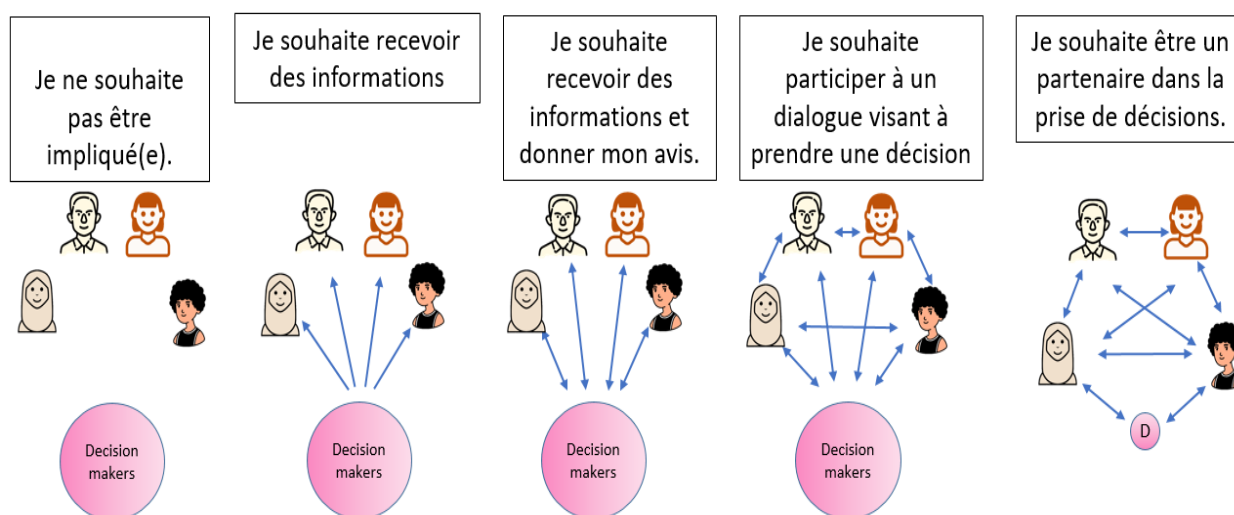 Je ne souhaite
pas être
impliqué(e).
Je souhaite recevoir
des informations
Je souhaite
recevoir des
informations et
donner mon avis.
Je souhaite
participer à un
dialogue visant à
prendre une décision
Je souhaite être un
partenaire dans la
prise de décisions.
Decision
makers
Decision
makers
Decision
makers
Decision
makers
D